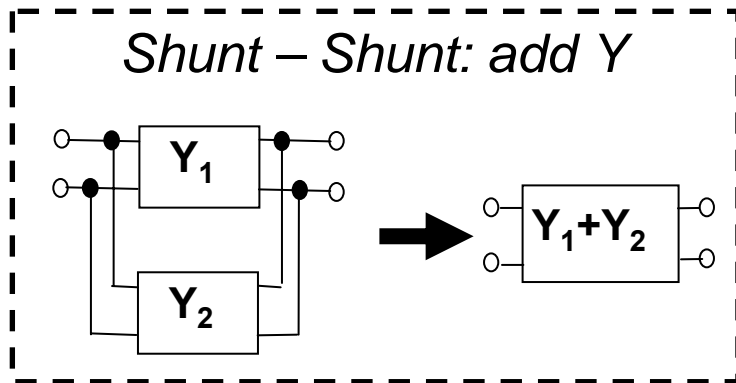 Shunt – Shunt: add Y
Y₁
Y₂
Y₁+Y₂